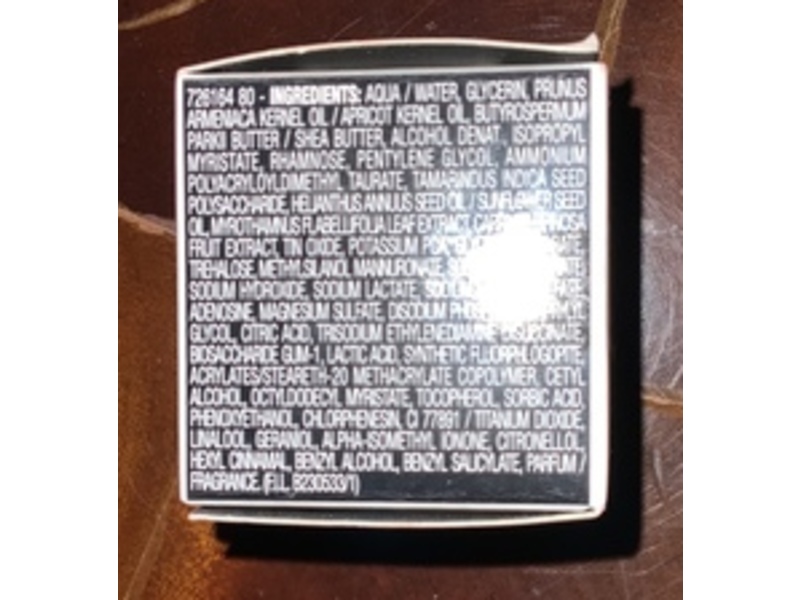 726164 80 - INGREDIENTS: AQUA / WATER, GLYCERIN, PRUNUS
ARMENIACA KERNEL OIL / APRICOT KERNEL OIL, BUTYROSPERMUM
PARKII BUTTER / SHEA BUTTER, ALCOHOL DENAT., ISOPROPYL
MYRISTATE, RHAMNOSE, PENTYLENE GLYCOL, AMMONIUM
POLYACRYLOYLDIMETHYL TAURATE, TAMARINDUS INDICA SEED
POLYSACCHARIDE, HELIANTHUS ANNUUS SEED OIL / SUNFLOWER SEED
OIL, MYROTHAMNUS FLABELLIFOLIA LEAF EXTRACT,
FRUIT EXTRACT, TIN OXIDE, POTASSIUM
TREHALOSE, METHYLSILANOL MANNURONATE,
SODIUM HYDROXIDE, SODIUM LACTATE,
ADENOSINE, MAGNESIUM SULFATE, DISODIUM
GLYCOL, CITRIC ACID, TRISODIUM ETHYLENEDIAMINE DISUCCINATE,
BIOSACCHARIDE GUM-1, LACTIC ACID, SYNTHETIC FLUORPHLOGOPITE,
ACRYLATES/STEARETH-20 METHACRYLATE COPOLYMER, CETYL
ALCOHOL, OCTYLDODECYL MYRISTATE, TOCOPHEROL, SORBIC ACID,
PHENOXYETHANOL, CHLORPHENESIN, CI 77891 / TITANIUM DIOXIDE,
LINALOOL, GERANIOL, ALPHA-ISOMETHYL IONONE, CITRONELLOL,
HEXYL CINNAMAL, BENZYL ALCOHOL, BENZYL SALICYLATE, PARFUM /
FRAGRANCE. (F.I.L. B230533/1)